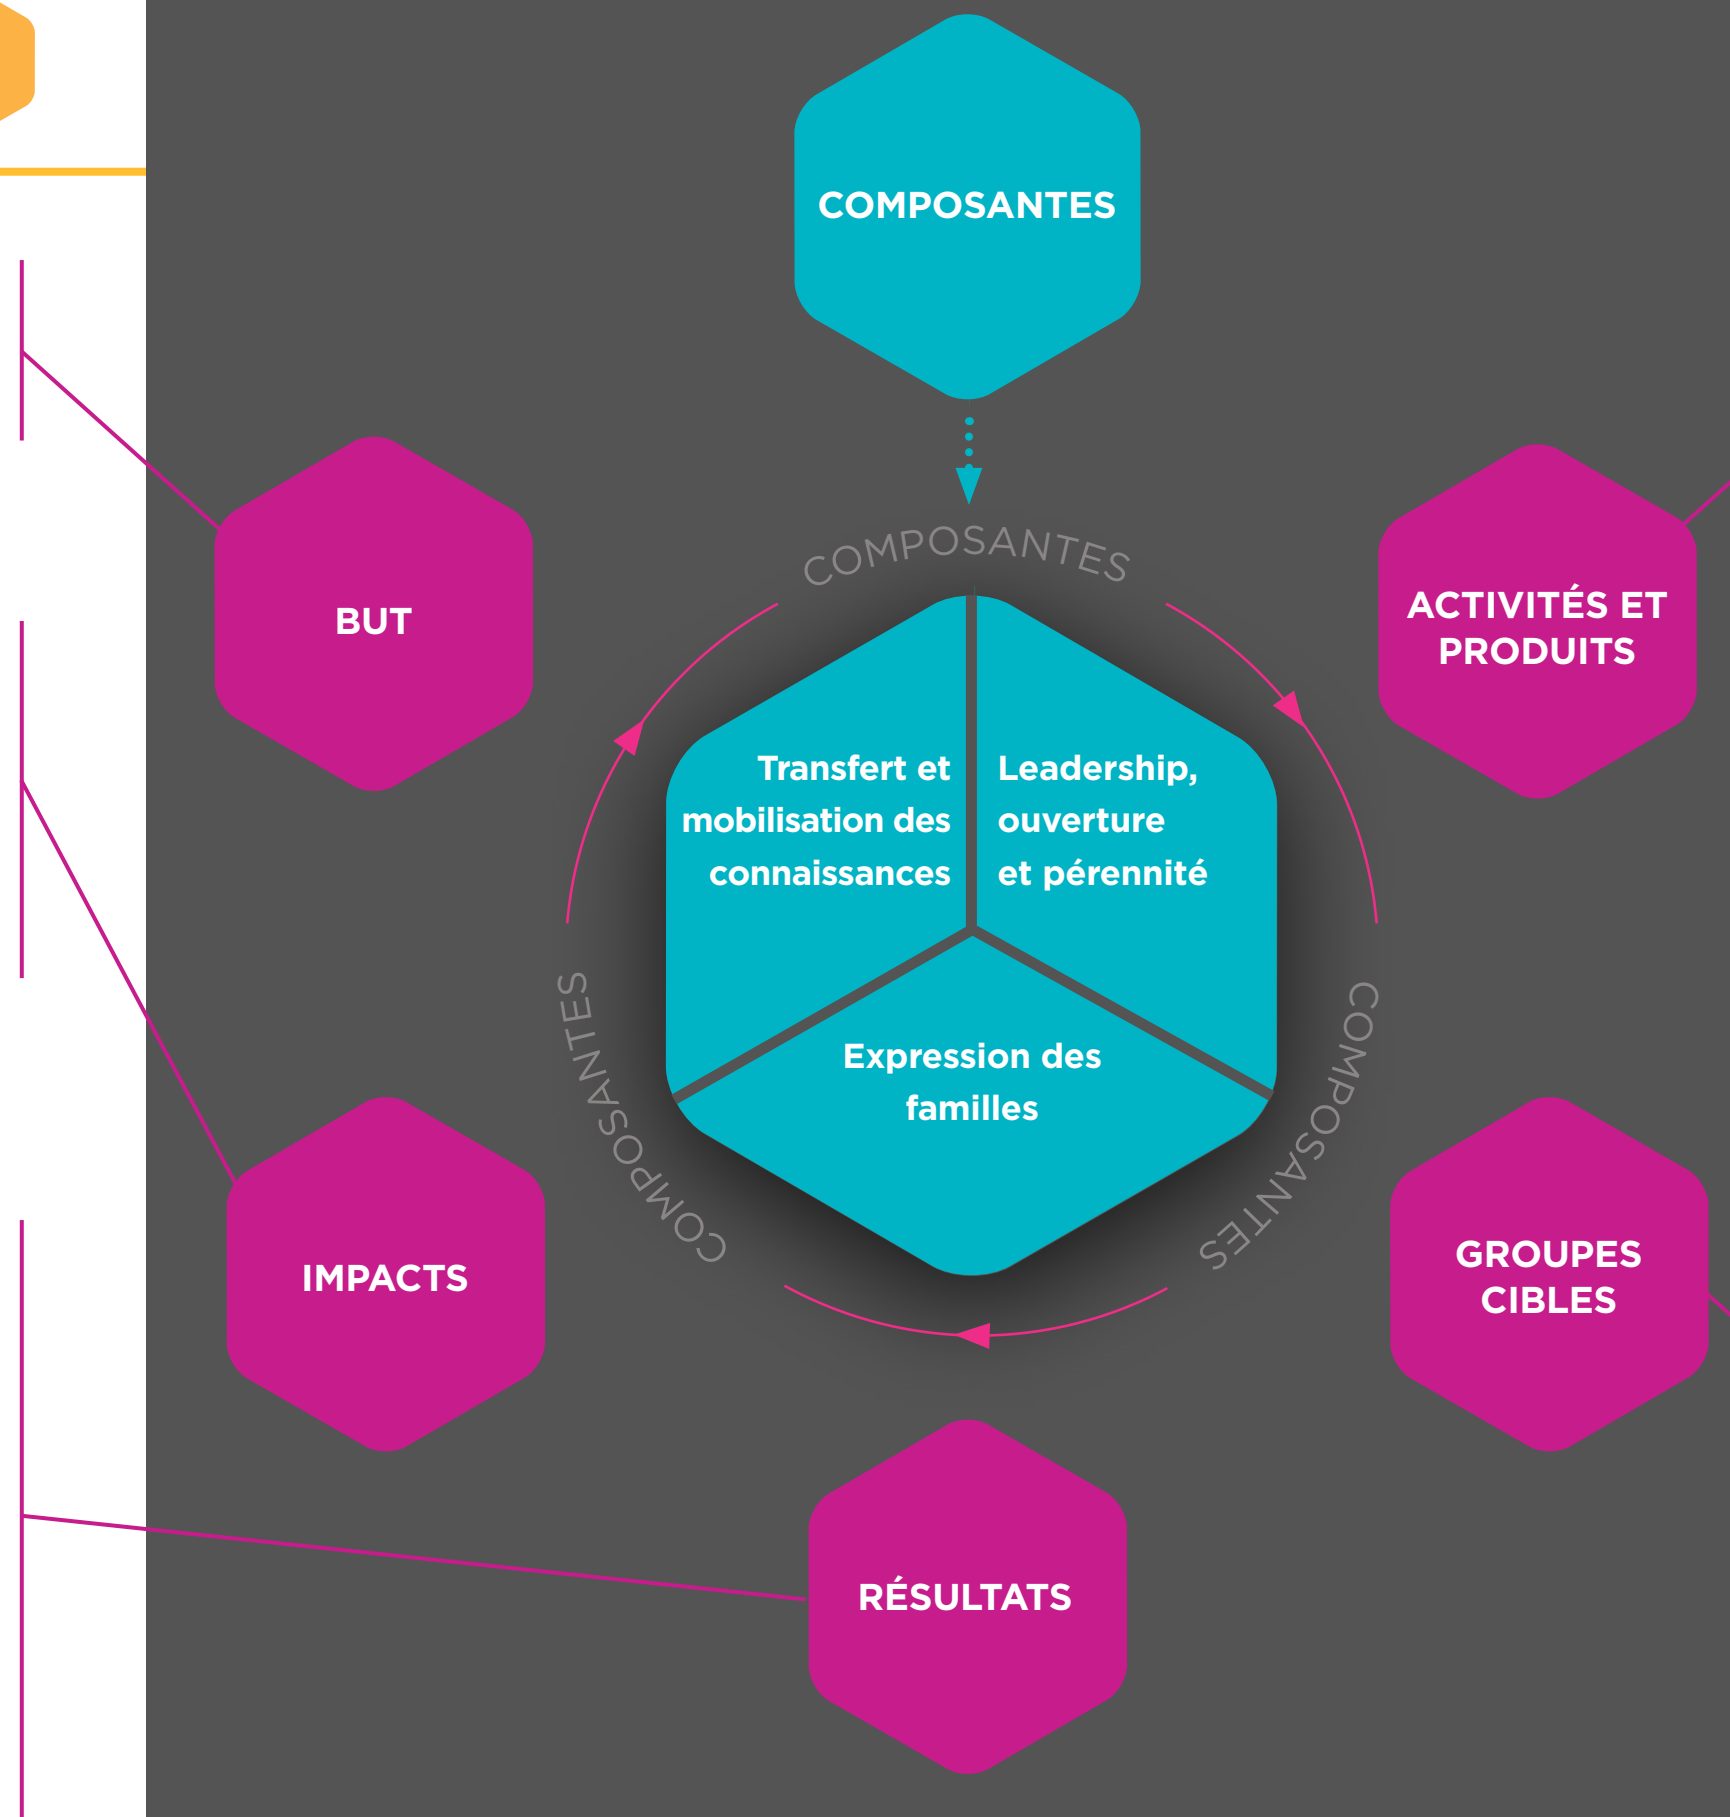 COMPOSANTES
COMPOSANTES
BUT
ACTIVITÉS ET
PRODUITS
Transfert et
mobilisation des
connaissances
Leadership,
ouverture
et pérennité
Expression des
familles
COMPOSANTES
COMPOSANTES
IMPACTS
GROUPES
CIBLES
RÉSULTATS